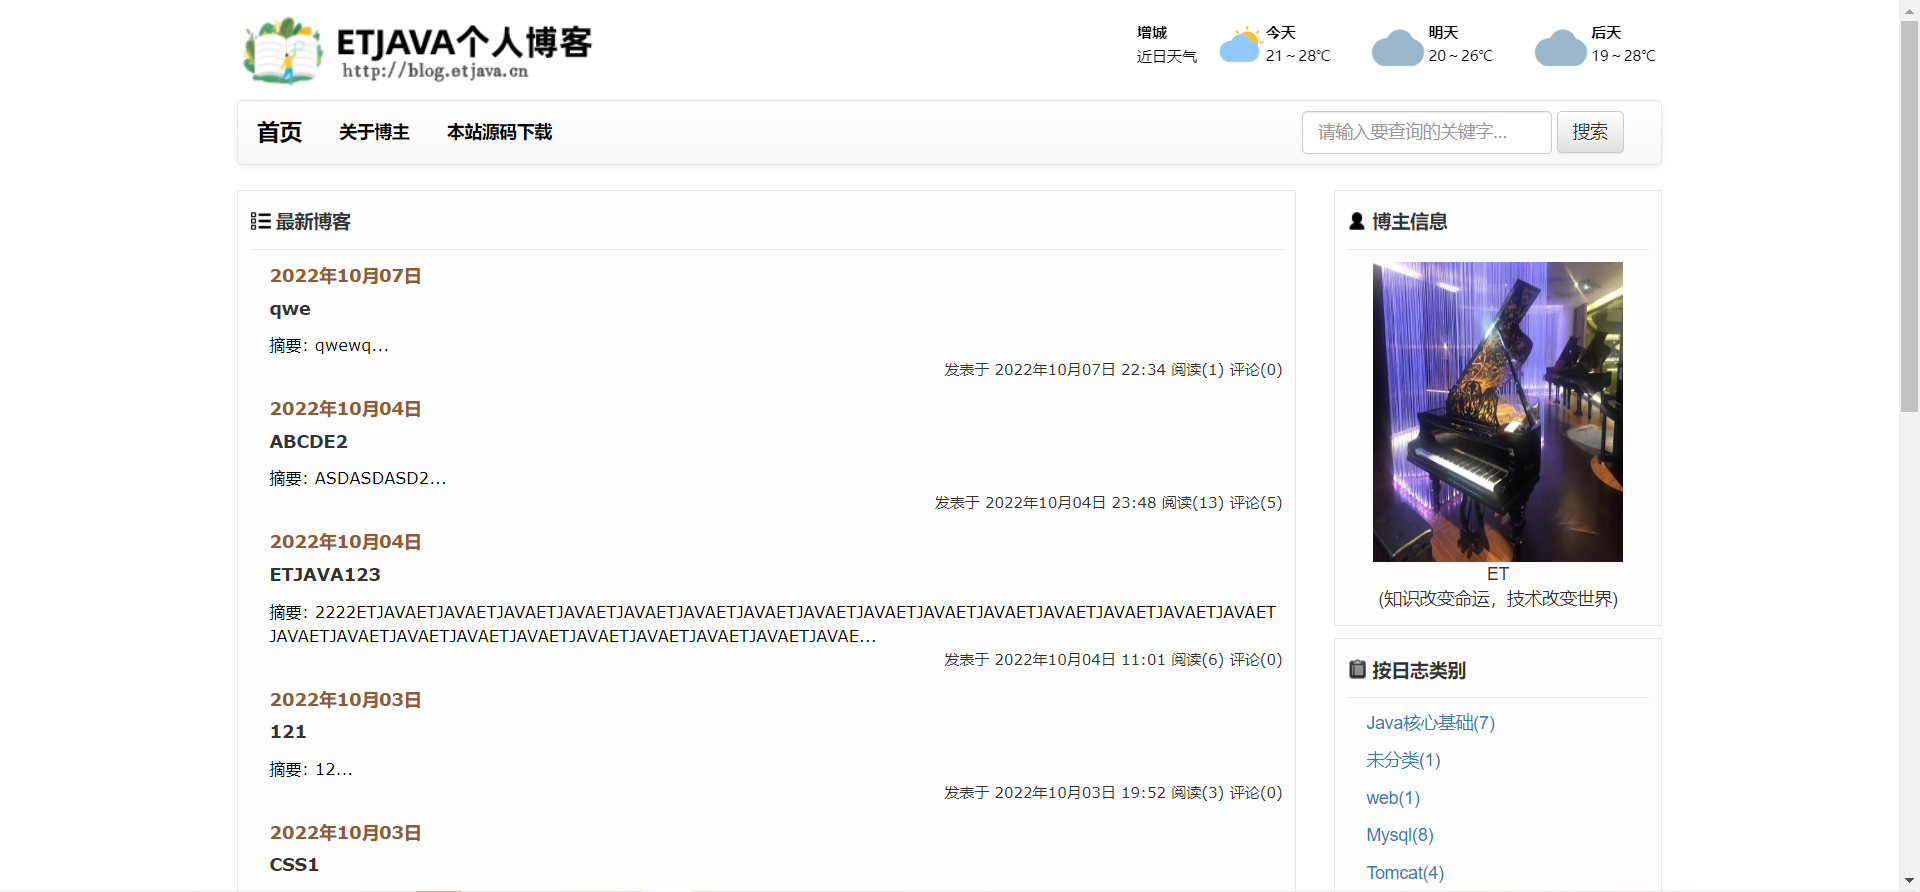 ETJAVA个人博客
http://blog.etjava.cn
增城
近日天气
今天
21～28℃
明天
20～26℃
后天
19～28℃
首页 关于博主 本站源码下载
请输入要查询的关键字...
搜索
最新博客
2022年10月07日
qwe
摘要: qwewq...
发表于 2022年10月07日 22:34 阅读(1) 评论(0)
2022年10月04日
ABCDE2
摘要: ASDASDASD2...
发表于 2022年10月04日 23:48 阅读(13) 评论(5)
2022年10月04日
ETJAVA123
摘要: 2222ETJAVAETJAVAETJAVAETJAVAETJAVAETJAVAETJAVAETJAVAETJAVAETJAVAETJAVAETJAVAETJAVAETJAVAET
JAVAETJAVAETJAVAETJAVAETJAVAETJAVAETJAVAETJAVAETJAVAE...
发表于 2022年10月04日 11:01 阅读(6) 评论(0)
2022年10月03日
121
摘要: 12...
发表于 2022年10月03日 19:52 阅读(3) 评论(0)
2022年10月03日
CSS1
博主信息
ET
(知识改变命运，技术改变世界)
按日志类别
Java核心基础(7)
未分类(1)
web(1)
Mysql(8)
Tomcat(4)